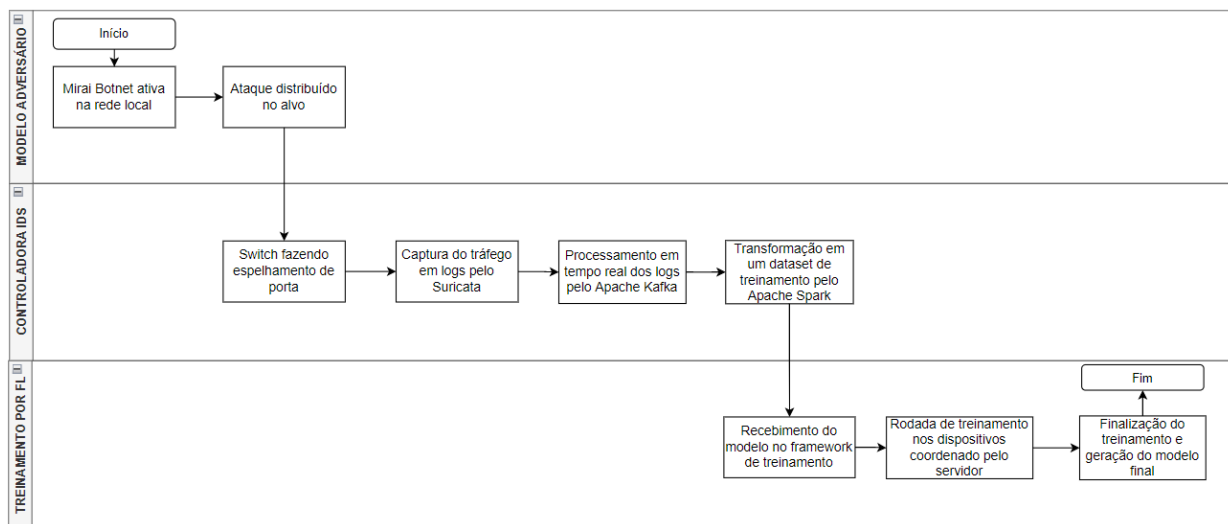 MODELO ADVERSÁRIO
Início
Mirai Botnet ativa
na rede local
Ataque distribuído
no alvo
CONTROLADORA IDS
Switch fazendo
espelhamento de
porta
Captura do tráfego
em logs pelo
Suricata
Processamento em
tempo real dos logs
pelo Apache Kafka
Transformação em
um dataset de
treinamento pelo
Apache Spark
TREINAMENTO POR FL
Recebimento do
modelo no framework
de treinamento
Rodada de treinamento
nos dispositivos
coordenado pelo
servidor
Finalização do
treinamento e
geração do modelo
final
Fim